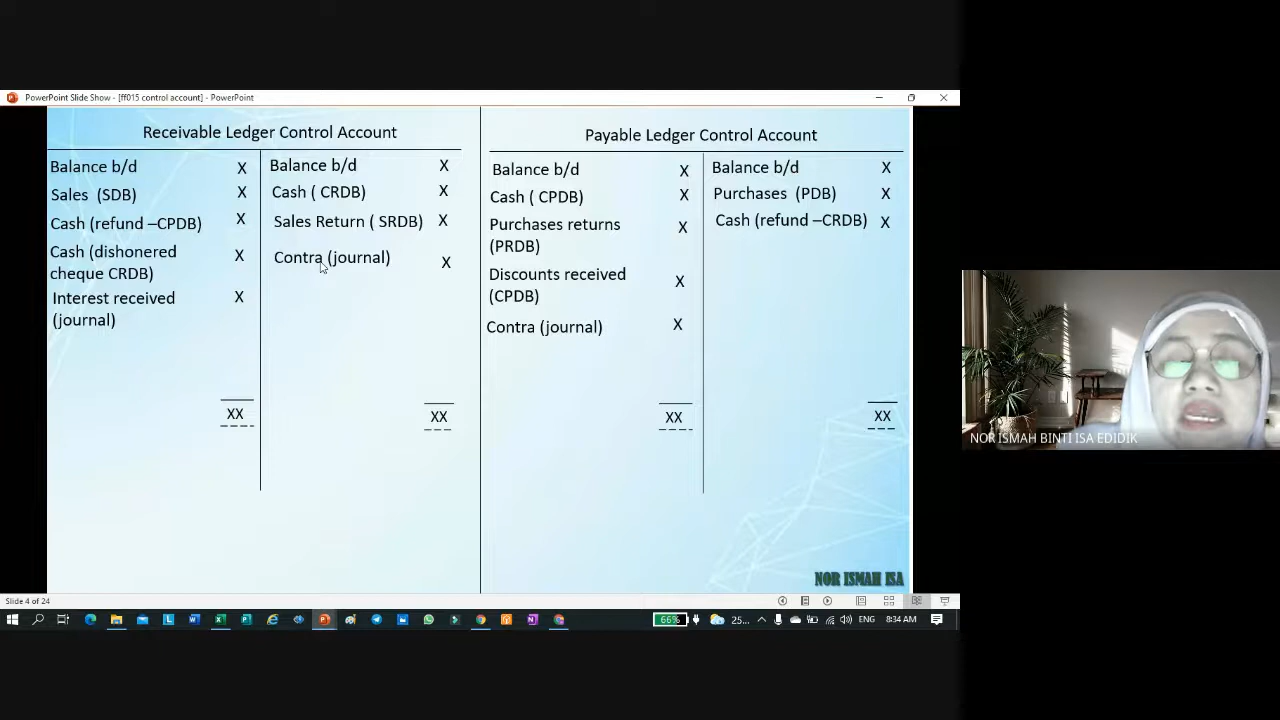 PowerPoint Slide Show - [ff015 control account] - PowerPoint
Receivable Ledger Control Account
Balance b/d X
Sales (SDB) X
Cash (refund –CPDB) X
Cash (dishonered
cheque CRDB) X
Interest received
(journal) X
XX
Balance b/d X
Cash ( CRDB) X
Sales Return ( SRDB) X
Contra (journal) X
XX
Payable Ledger Control Account
Balance b/d X
Cash ( CPDB) X
Purchases returns
(PRDB) X
Discounts received
(CPDB) X
Contra (journal) X
XX
Balance b/d X
Purchases (PDB) X
Cash (refund –CRDB) X
XX
NOR ISMAH ISA
NOR ISMAH BINTI ISA EDIDIK
Slide 4 of 24
66%
25...
ENG
8:34 AM